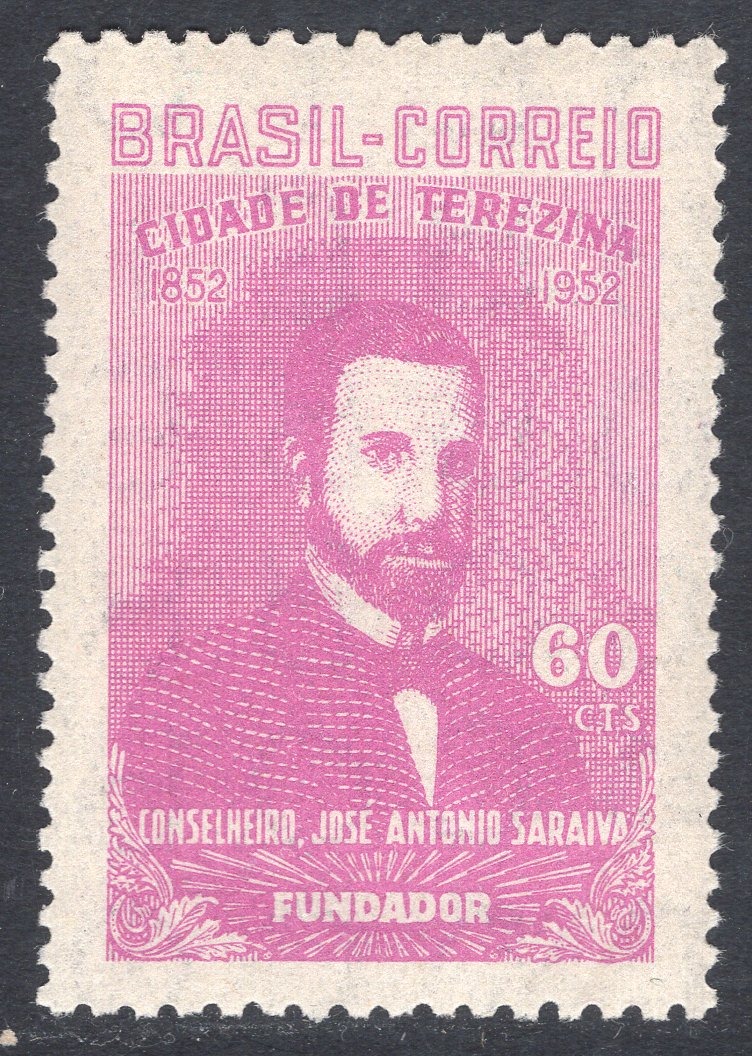 BRASIL-CORREIO
CIDADE DE TEREZINA
1852 1952
60
CTS
CONSELHEIRO, JOSÉ ANTONIO SARAIVA
FUNDADOR